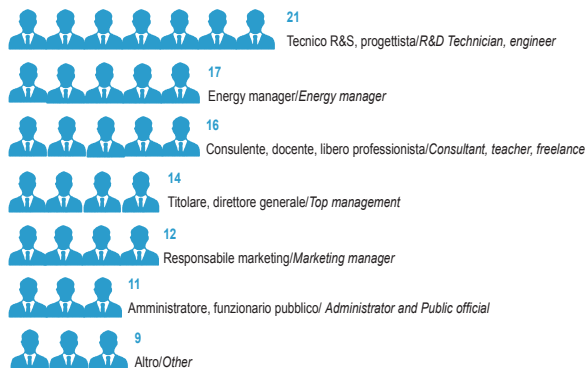 21
Tecnico R&S, progettista/R&D Technician, engineer
17
Energy manager/Energy manager
16
Consulente, docente, libero professionista/Consultant, teacher, freelance
14
Titolare, direttore generale/Top management
12
Responsabile marketing/Marketing manager
11
Amministratore, funzionario pubblico/ Administrator and Public official
9
Altro/Other